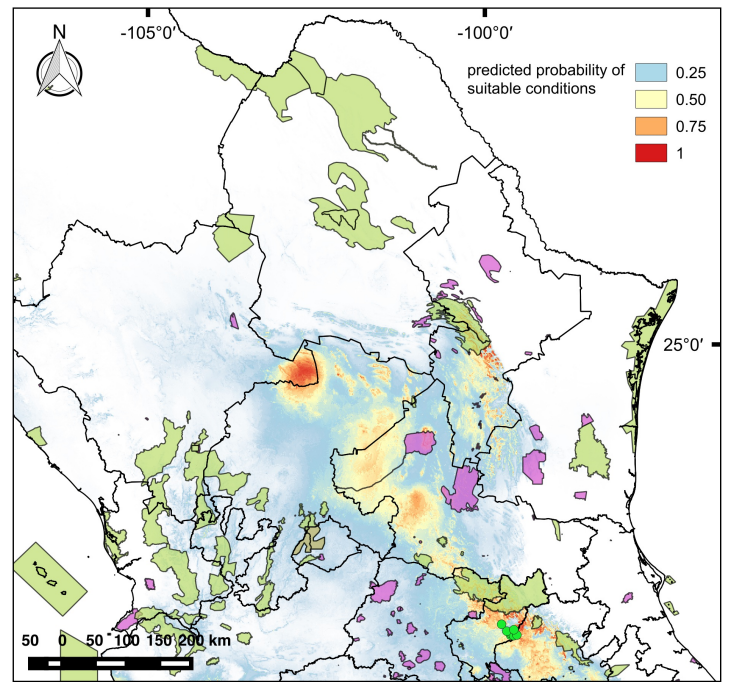 N
-105°0′
-100°0′
predicted probability of
suitable conditions
0.25
0.50
0.75
1
25°0′
50 0 50 100 150 200 km